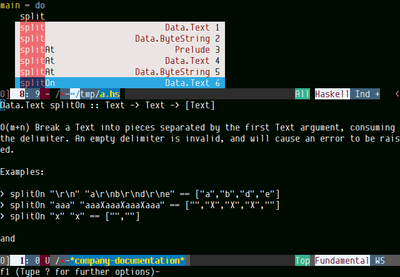 main = do
split
split Data.Text 1
split Data.ByteString 2
splitAt Prelude 3
splitAt Data.Text 4
splitAt Data.ByteString 5
splitOn Data.Text 6
0] 8: 9 - / -~/tmp/a.hs All Haskell Ind +
Data.Text splitOn :: Text -> Text -> [Text]
O(m+n) Break a Text into pieces separated by the first Text argument, consuming
the delimiter. An empty delimiter is invalid, and will cause an error to be rais
ed.
Examples:
> splitOn "\r\n" "a\r\nb\r\nd\r\ne" == ["a","b","d","e"]
> splitOn "aaa" "aaaXaaaXaaaXaaa" == ["","X","X","X",""]
> splitOn "x" "x" == ["",""]
and
0] 1: 0 U / -*company-documentation* Top Fundamental WS
f1 (Type ? for further options)-